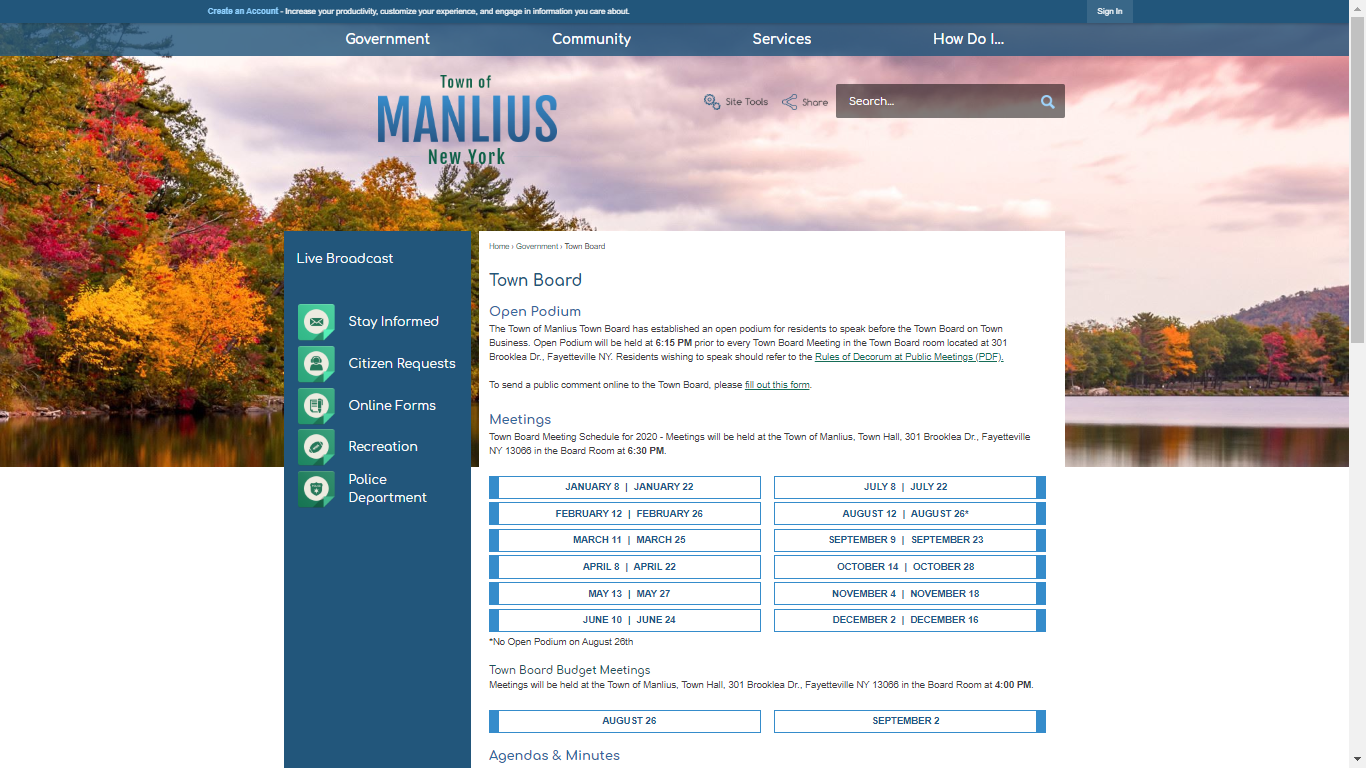 Create an Account - Increase your productivity, customize your experience, and engage in information you care about.
Sign In
Government
Community
Services
How Do I...
Town of
MANLIUS
New York
Site Tools
Share
Search...
Live Broadcast
Stay Informed
Citizen Requests
Online Forms
Recreation
Police
Department
Home › Government › Town Board
Town Board
Open Podium
The Town of Manlius Town Board has established an open podium for residents to speak before the Town Board on Town
Business. Open Podium will be held at 6:15 PM prior to every Town Board Meeting in the Town Board room located at 301
Brooklea Dr., Fayetteville NY. Residents wishing to speak should refer to the Rules of Decorum at Public Meetings (PDF).
To send a public comment online to the Town Board, please fill out this form.
Meetings
Town Board Meeting Schedule for 2020 - Meetings will be held at the Town of Manlius, Town Hall, 301 Brooklea Dr., Fayetteville
NY 13066 in the Board Room at 6:30 PM.
JANUARY 8 | JANUARY 22
JULY 8 | JULY 22
FEBRUARY 12 | FEBRUARY 26
AUGUST 12 | AUGUST 26*
MARCH 11 | MARCH 25
SEPTEMBER 9 | SEPTEMBER 23
APRIL 8 | APRIL 22
OCTOBER 14 | OCTOBER 28
MAY 13 | MAY 27
NOVEMBER 4 | NOVEMBER 18
JUNE 10 | JUNE 24
DECEMBER 2 | DECEMBER 16
*No Open Podium on August 26th
Town Board Budget Meetings
Meetings will be held at the Town of Manlius, Town Hall, 301 Brooklea Dr., Fayetteville NY 13066 in the Board Room at 4:00 PM.
AUGUST 26
SEPTEMBER 2
Agendas & Minutes